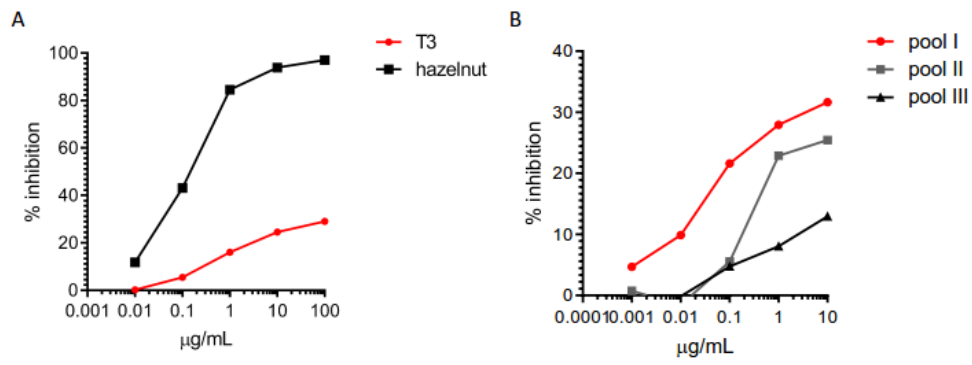 A
T3
hazelnut
100
80
60
40
20
0
% inhibition
0.001 0.01 0.1 1 10 100
µg/mL
B
pool I
pool II
pool III
40
30
20
10
0
% inhibition
0.0001 0.001 0.01 0.1 1 10
µg/mL